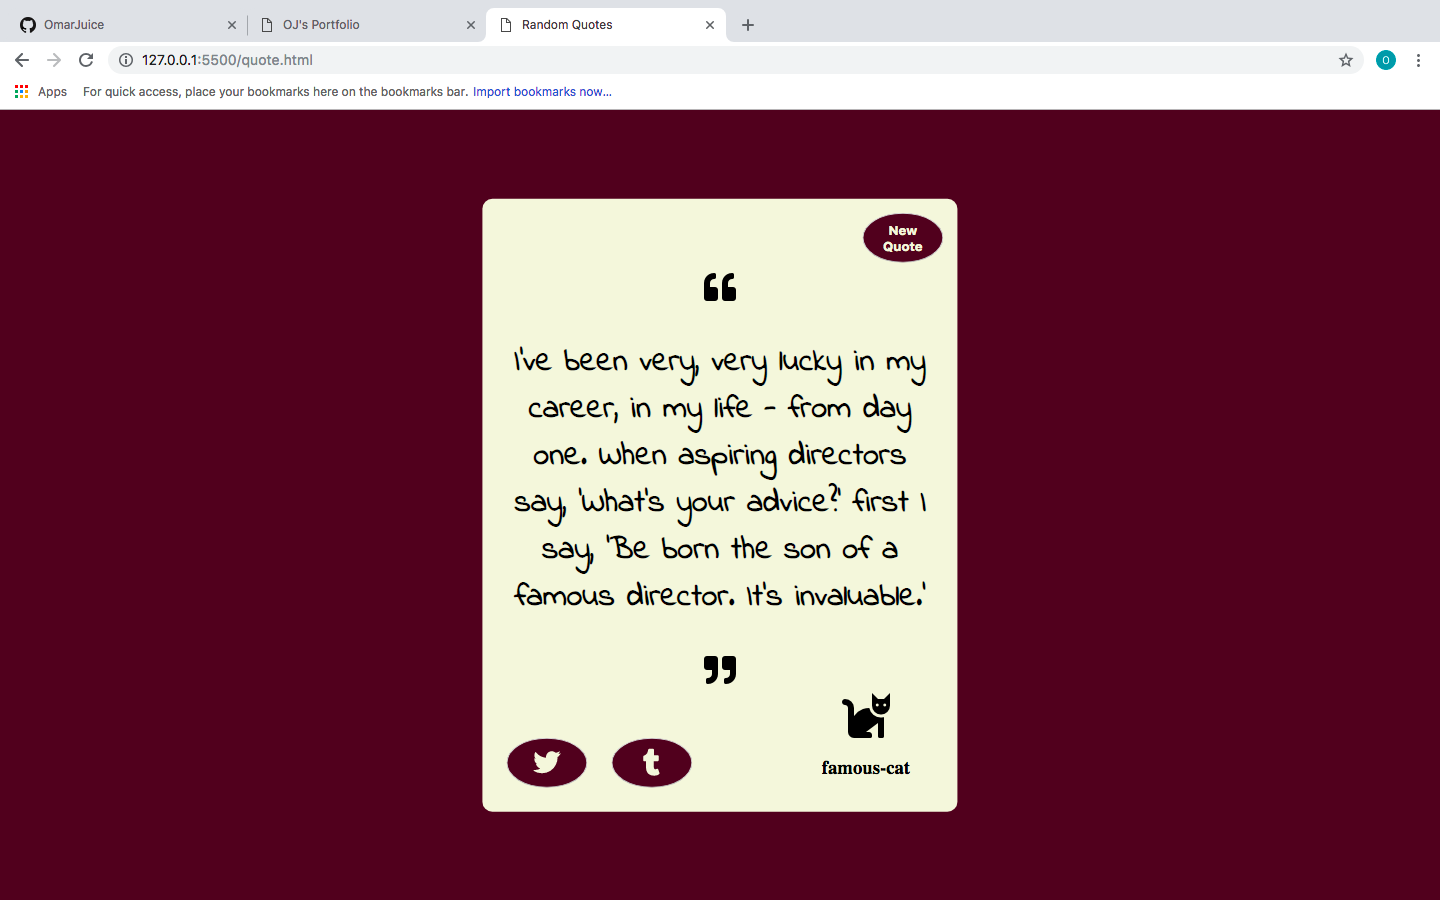 OmarJuice
OJ's Portfolio
Random Quotes
127.0.0.1:5500/quote.html
O
Apps
For quick access, place your bookmarks here on the bookmarks bar. Import bookmarks now...
New
Quote
I've been very, very lucky in my
career, in my life - from day
one. When aspiring directors
say, 'What's your advice?' first I
say, 'Be born the son of a
famous director. It's invaluable.'
famous-cat